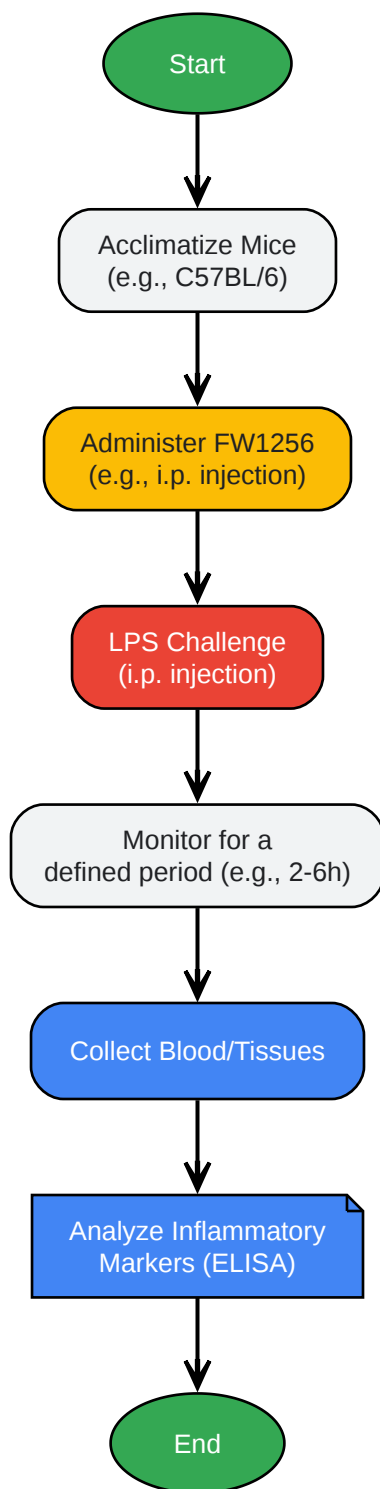 Start
Acclimatize Mice
(e.g., C57BL/6)
Administer FW1256
(e.g., i.p. injection)
LPS Challenge
(i.p. injection)
Monitor for a
defined period (e.g., 2-6h)
Collect Blood/Tissues
Analyze Inflammatory
Markers (ELISA)
End